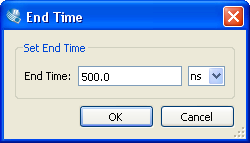 End Time
Set End Time
End Time: 500.0 ns
OK Cancel